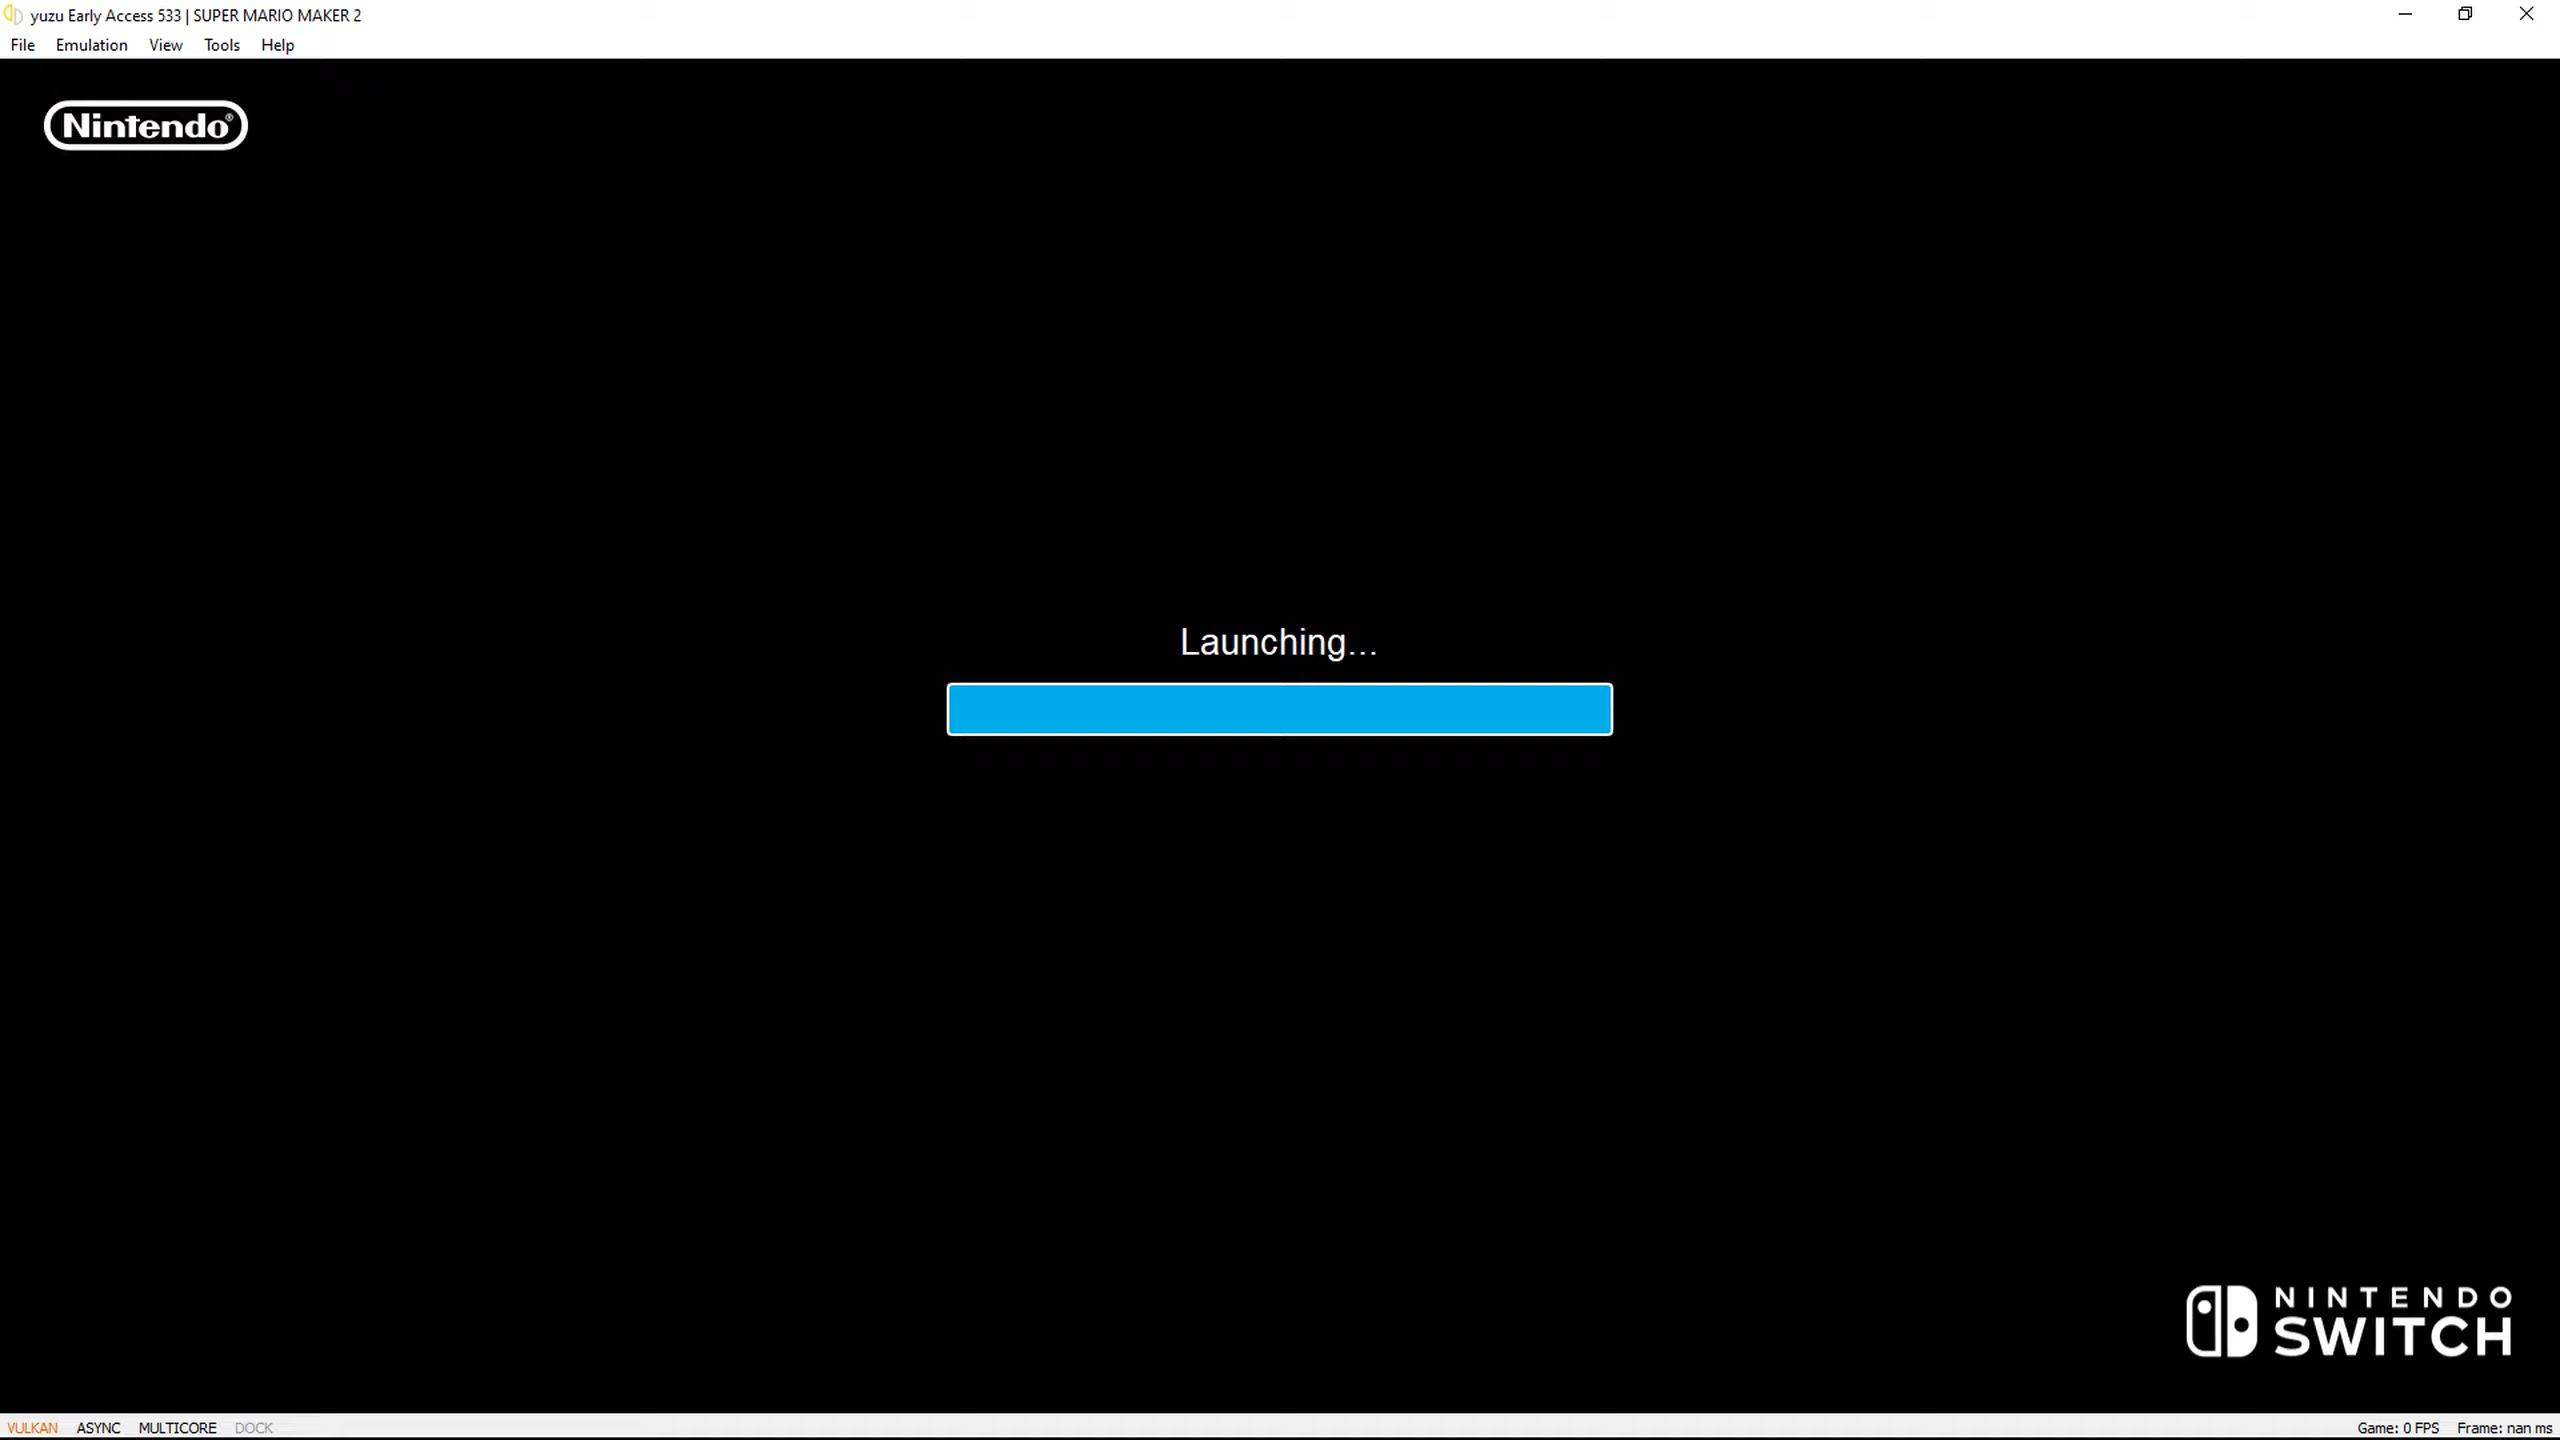 yuzu Early Access 533 | SUPER MARIO MAKER 2
File Emulation View Tools Help
Nintendo®
Launching...
NINTENDO
SWITCH
VULKAN ASYNC MULTICORE DOCK Game: 0 FPS Frame: nan ms